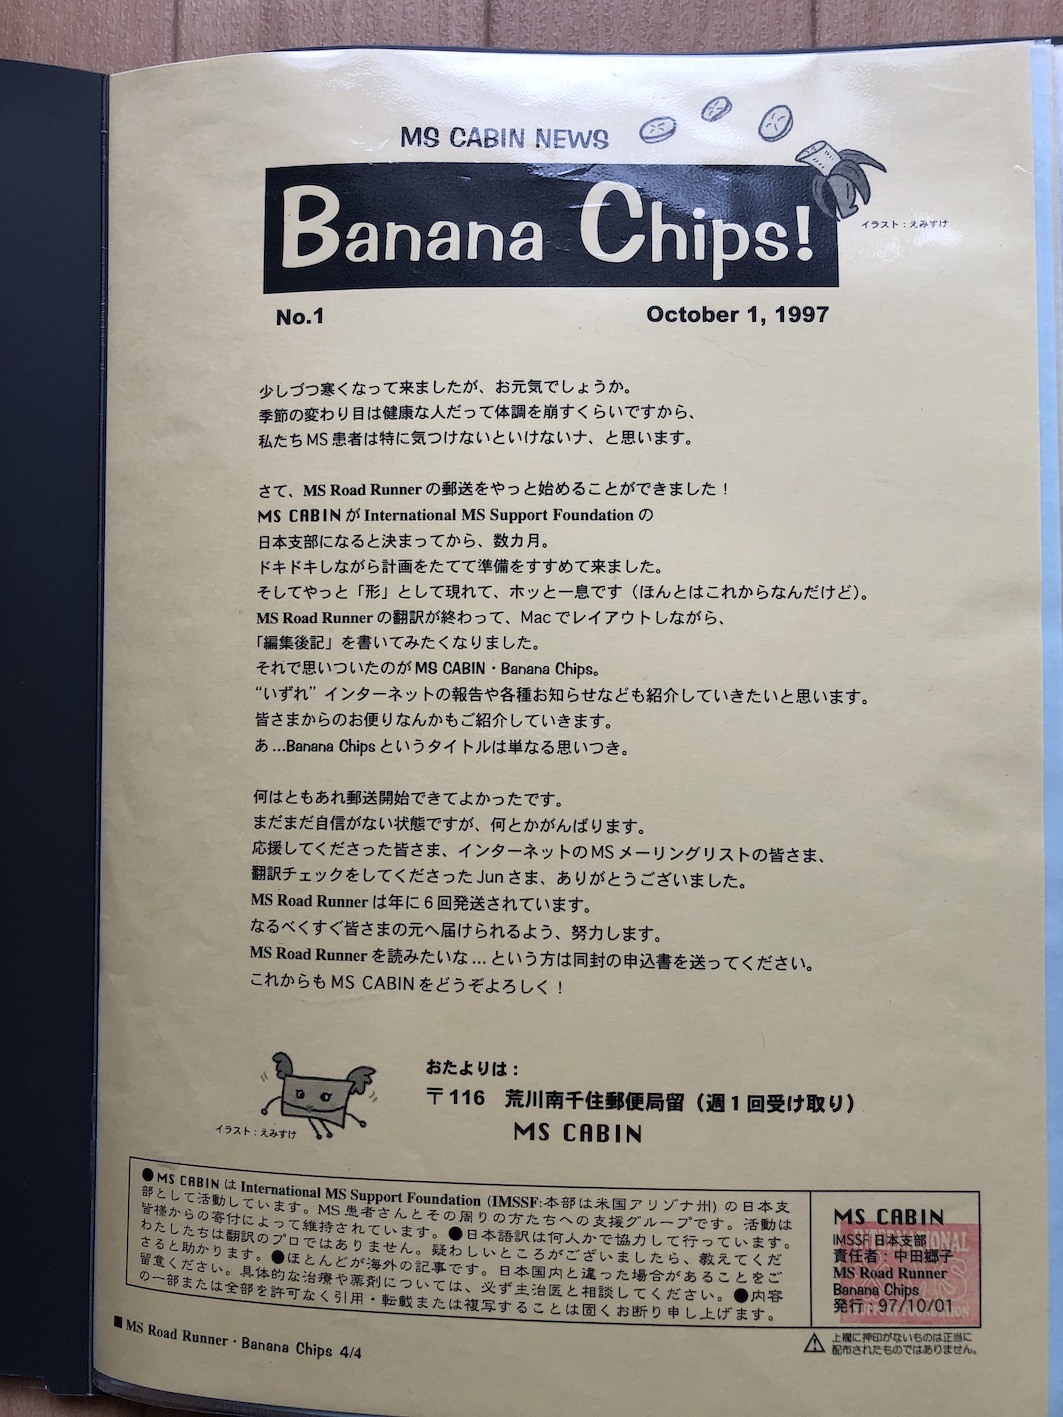 MS CABIN NEWS
Banana Chips!
イラスト：えみすけ
No.1
October 1, 1997
少しづつ寒くなって来ましたが、お元気でしょうか。
季節の変わり目は健康な人だって体調を崩すくらいですから、
私たちMS患者は特に気つけないといけないナ、と思います。
さて、MS Road Runnerの郵送をやっと始めることができました！
MS CABINがInternational MS Support Foundationの
日本支部になると決まってから、数カ月。
ドキドキしながら計画をたてて準備をすすめて来ました。
そしてやっと「形」として現れて、ホッと一息です（ほんとはこれからなんだけど）。
MS Road Runnerの翻訳が終わって、Macでレイアウトしながら、
「編集後記」を書いてみたくなりました。
それで思いついたのがMS CABIN・Banana Chips。
“いずれ”インターネットの報告や各種お知らせなども紹介していきたいと思います。
皆さまからのお便りなんかもご紹介していきます。
あ...Banana Chipsというタイトルは単なる思いつき。
何はともあれ郵送開始できてよかったです。
まだまだ自信がない状態ですが、何とかがんばります。
応援してくださった皆さま、インターネットのMSメーリングリストの皆さま、
翻訳チェックをしてくださったJunさま、ありがとうございました。
MS Road Runnerは年に6回発送されています。
なるべくすぐ皆さまの元へ届けられるよう、努力します。
MS Road Runnerを読みたいな...という方は同封の申込書を送ってください。
これからもMS CABINをどうぞよろしく！
おたよりは：
〒116　荒川南千住郵便局留（週1回受け取り）
MS CABIN
イラスト：えみすけ
●MS CABINはInternational MS Support Foundation (IMSSF:本部は米国アリゾナ州) の日本支
部として活動しています。MS患者さんとその周りの方たちへの支援グループです。活動は
皆様からの寄付によって維持されています。●日本語訳は何人かで協力して行っています。
わたしたちは翻訳のプロではありません。疑わしいところがございましたら、教えてくだ
さると助かります。●ほとんどが海外の記事です。日本国内と違った場合があることをご
留意ください。具体的な治療や薬剤については、必ず主治医と相談してください。●内容
の一部または全部を許可なく引用・転載または複写することは固くお断り申し上げます。
MS CABIN
IMSSF日本支部
責任者：中田郷子
MS Road Runner
Banana Chips
発行：97/10/01
■MS Road Runner・Banana Chips 4/4
上欄に押印がないものは正当に
配布されたものではありません。